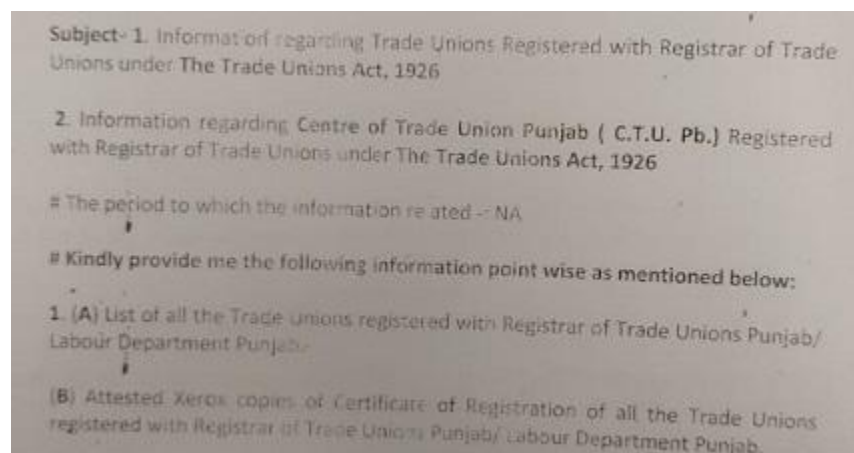 Subject- 1. Information regarding Trade Unions Registered with Registrar of Trade
Unions under The Trade Unions Act, 1926
2. Information regarding Centre of Trade Union Punjab ( C.T.U. Pb.) Registered
with Registrar of Trade Unions under The Trade Unions Act, 1926
# The period to which the information re ated -: NA
# Kindly provide me the following information point wise as mentioned below:
1. (A) List of all the Trade unions registered with Registrar of Trade Unions Punjab/
Labour Department Punjab.-
(B) Attested Xerox copies of Certificate of Registration of all the Trade Unions
registered with Registrar of Trade Unions Punjab/ Labour Department Punjab.